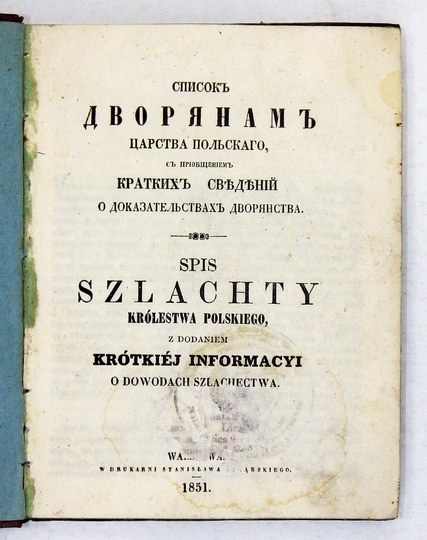 СПИСОКЪ
ДВОРЯНАМЪ
ЦАРСТВА ПОЛЬСКАГО,
СЪ ПРІОБЩЕНІЕМЪ
КРАТКИХЪ СВѢДѢНІЙ
О ДОКАЗАТЕЛЬСТВАХЪ ДВОРЯНСТВА.
SPIS
SZLACHTY
KRÓLESTWA POLSKIEGO,
Z DODANIEM
KRÓTKIÉJ INFORMACYI
O DOWODACH SZLACHECTWA.
W DRUKARNI STANISŁAWA
1851.